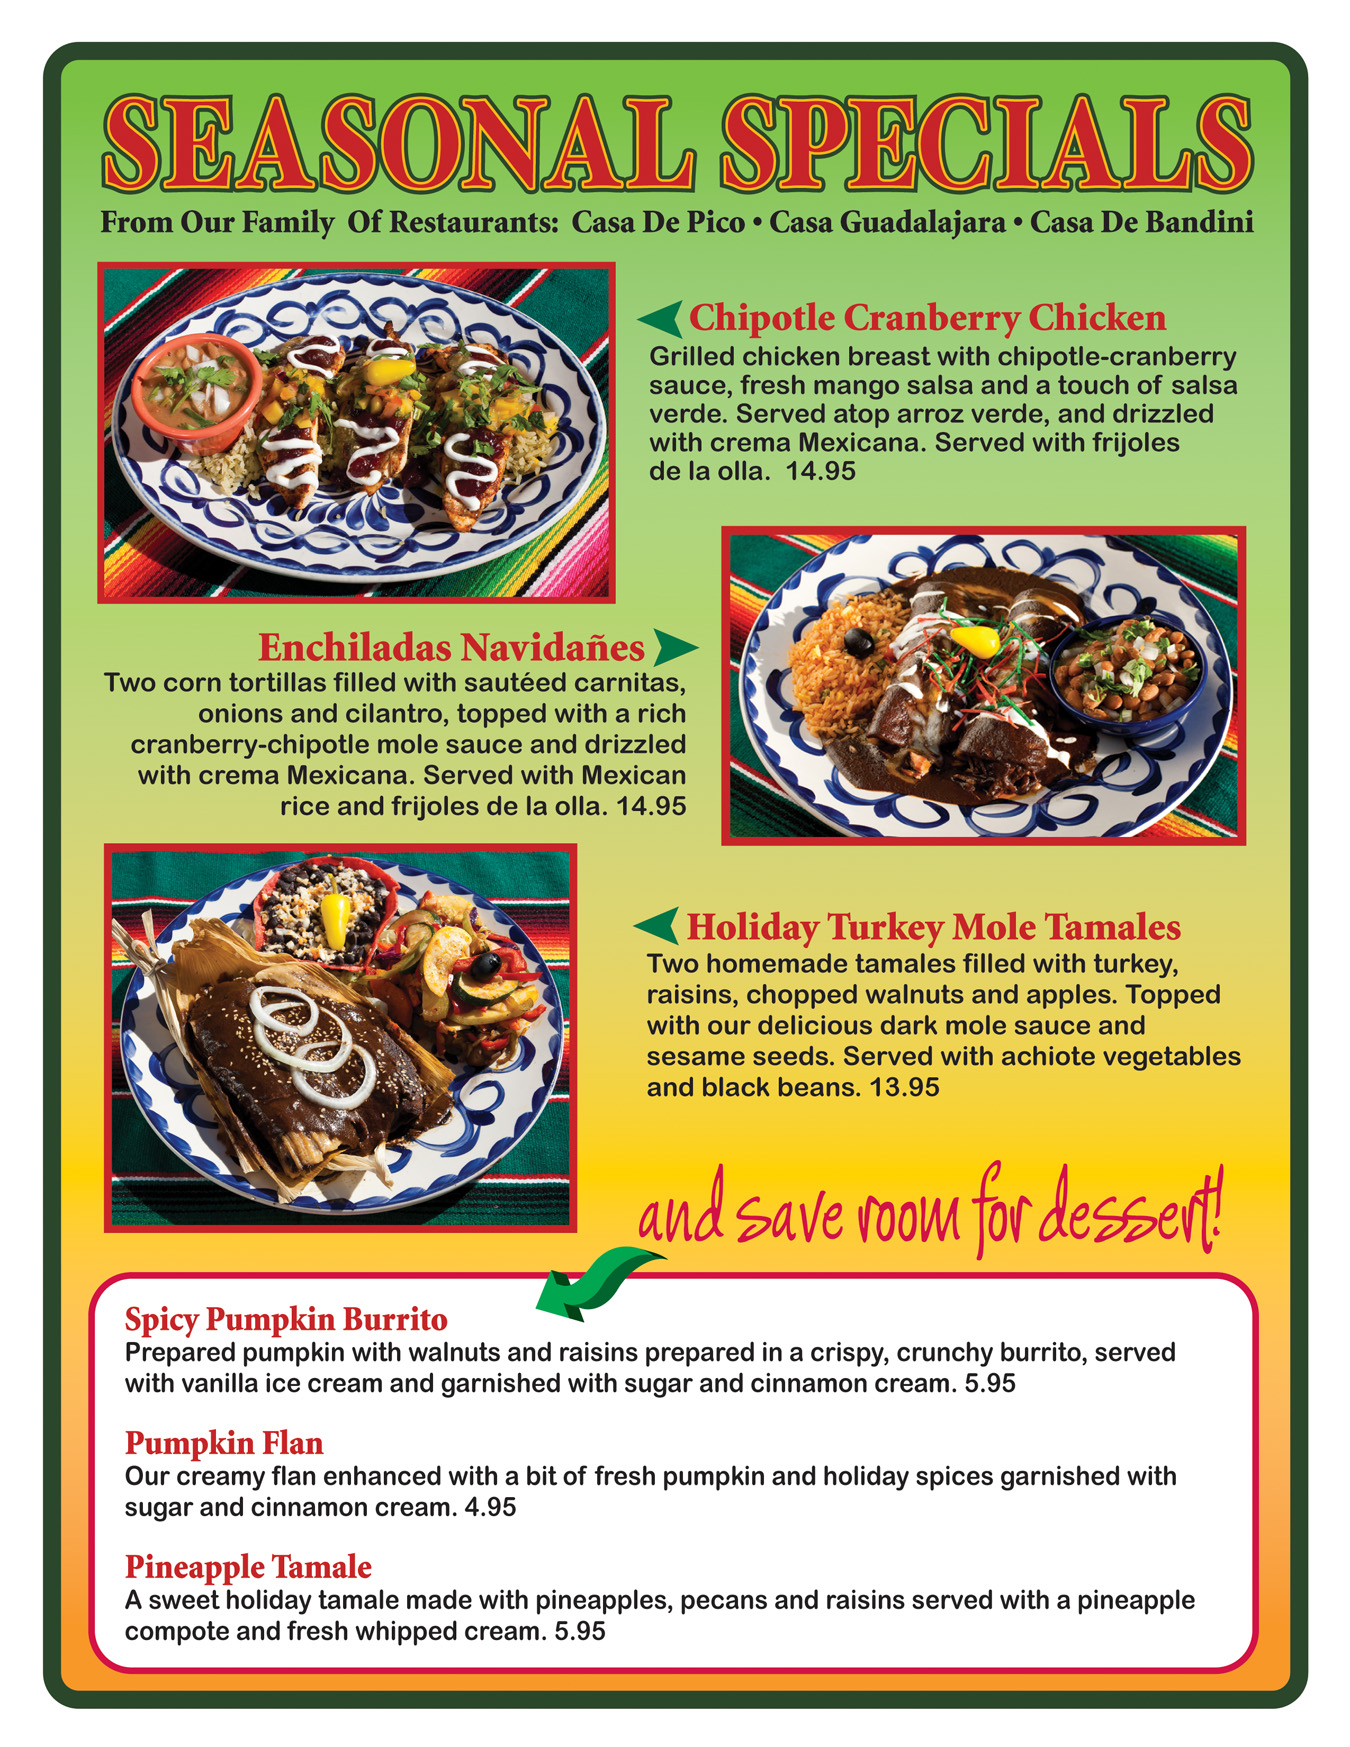 SEASONAL SPECIALS
From Our Family Of Restaurants: Casa De Pico • Casa Guadalajara • Casa De Bandini
Chipotle Cranberry Chicken
Grilled chicken breast with chipotle-cranberry
sauce, fresh mango salsa and a touch of salsa
verde. Served atop arroz verde, and drizzled
with crema Mexicana. Served with frijoles
de la olla. 14.95
Enchiladas Navidañes
Two corn tortillas filled with sautéed carnitas,
onions and cilantro, topped with a rich
cranberry-chipotle mole sauce and drizzled
with crema Mexicana. Served with Mexican
rice and frijoles de la olla. 14.95
Holiday Turkey Mole Tamales
Two homemade tamales filled with turkey,
raisins, chopped walnuts and apples. Topped
with our delicious dark mole sauce and
sesame seeds. Served with achiote vegetables
and black beans. 13.95
and save room for dessert!
Spicy Pumpkin Burrito
Prepared pumpkin with walnuts and raisins prepared in a crispy, crunchy burrito, served
with vanilla ice cream and garnished with sugar and cinnamon cream. 5.95
Pumpkin Flan
Our creamy flan enhanced with a bit of fresh pumpkin and holiday spices garnished with
sugar and cinnamon cream. 4.95
Pineapple Tamale
A sweet holiday tamale made with pineapples, pecans and raisins served with a pineapple
compote and fresh whipped cream. 5.95